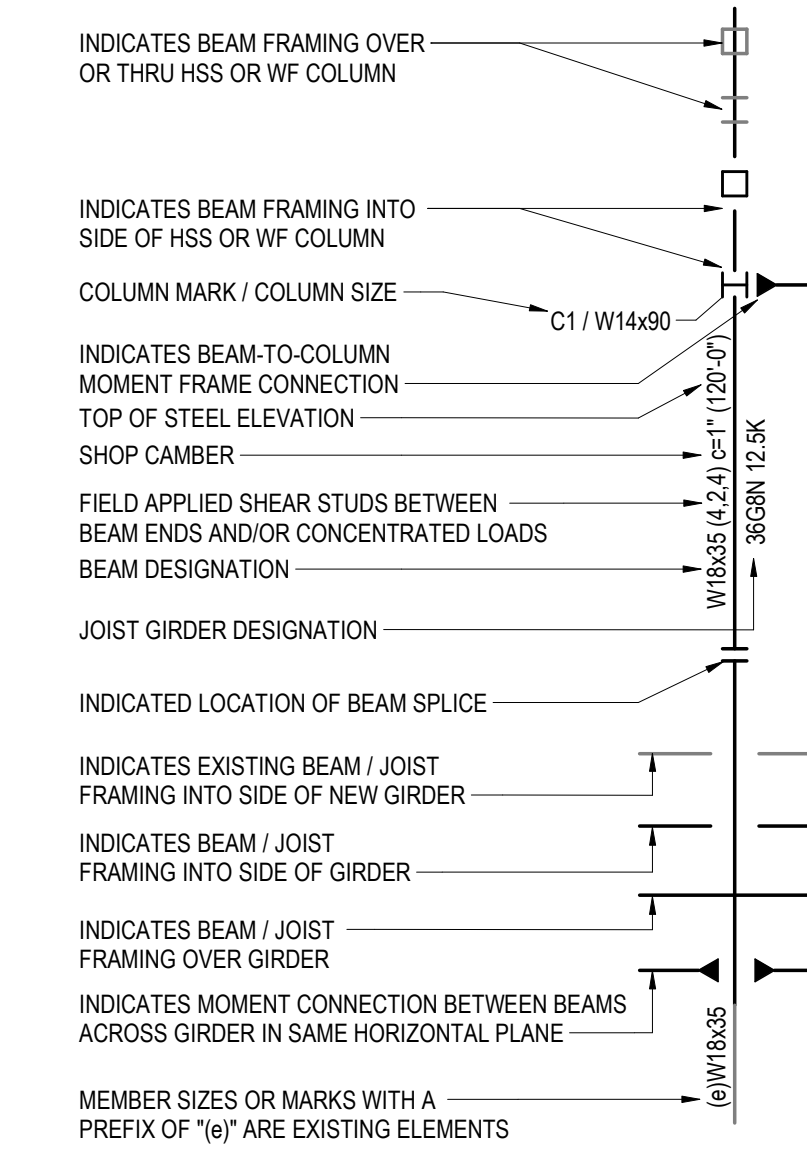 INDICATES BEAM FRAMING OVER
OR THRU HSS OR WF COLUMN
INDICATES BEAM FRAMING INTO
SIDE OF HSS OR WF COLUMN
COLUMN MARK / COLUMN SIZE
C1 / W14x90
INDICATES BEAM-TO-COLUMN
MOMENT FRAME CONNECTION
TOP OF STEEL ELEVATION
SHOP CAMBER
FIELD APPLIED SHEAR STUDS BETWEEN
BEAM ENDS AND/OR CONCENTRATED LOADS
BEAM DESIGNATION
W18x35 (4,2,4) c=1" (120'-0")
36G8N 12.5K
JOIST GIRDER DESIGNATION
INDICATED LOCATION OF BEAM SPLICE
INDICATES EXISTING BEAM / JOIST
FRAMING INTO SIDE OF NEW GIRDER
INDICATES BEAM / JOIST
FRAMING INTO SIDE OF GIRDER
INDICATES BEAM / JOIST
FRAMING OVER GIRDER
INDICATES MOMENT CONNECTION BETWEEN BEAMS
ACROSS GIRDER IN SAME HORIZONTAL PLANE
(e)W18x35
MEMBER SIZES OR MARKS WITH A
PREFIX OF "(e)" ARE EXISTING ELEMENTS